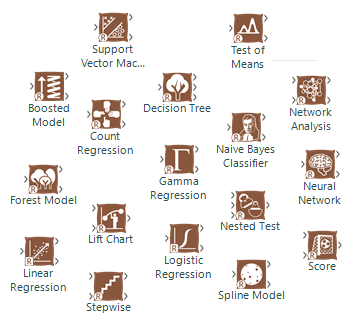 Support
Vector Mac...
Test of
Means
Boosted
Model
Decision Tree
Network
Analysis
Count
Regression
Naive Bayes
Classifier
Forest Model
Gamma
Regression
Neural
Network
Lift Chart
Nested Test
Linear
Regression
Logistic
Regression
Score
Stepwise
Spline Model